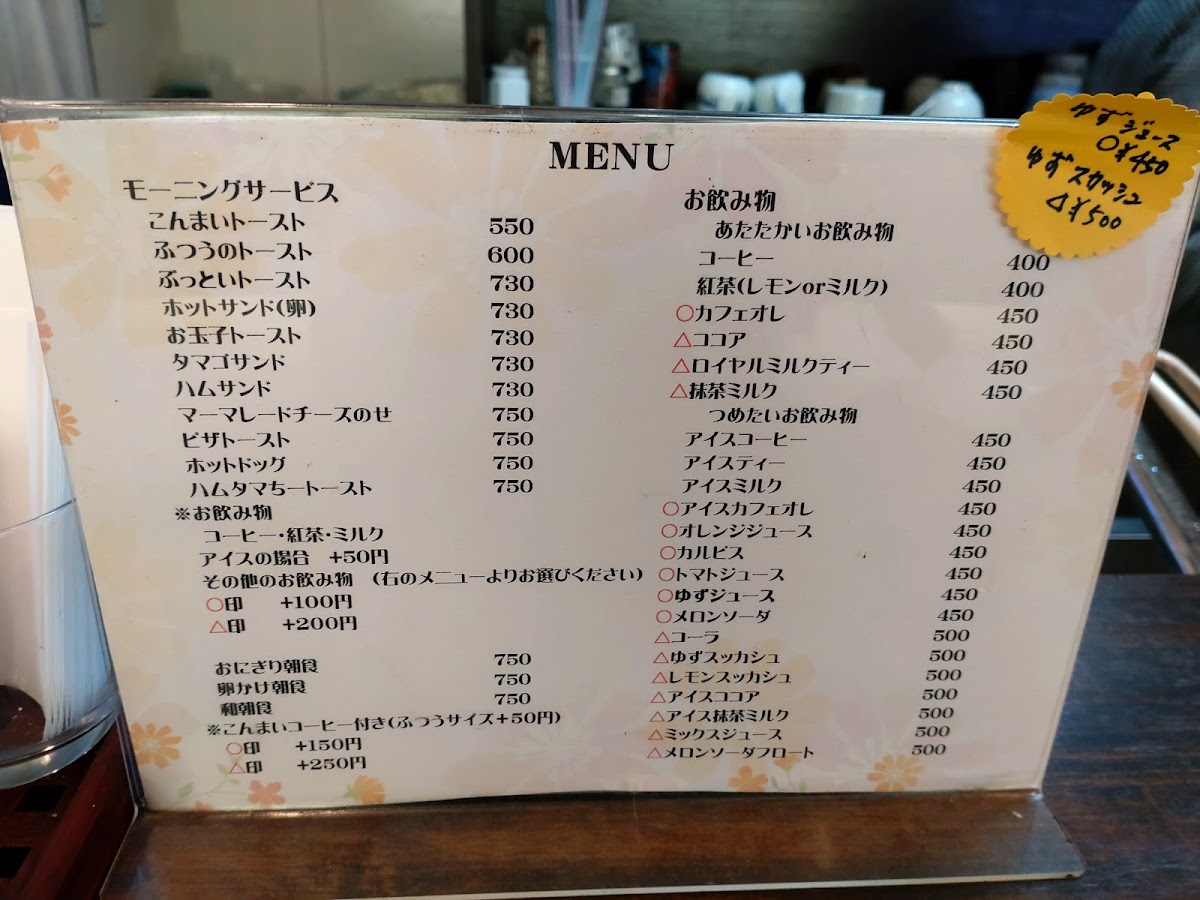 MENU
モーニングサービス
こんまいトースト 550
ふつうのトースト 600
ぶっといトースト 730
ホットサンド(卵) 730
お玉子トースト 730
タマゴサンド 730
ハムサンド 730
マーマレードチーズのせ 750
ピザトースト 750
ホットドッグ 750
ハムタマちートースト 750
※お飲み物
コーヒー・紅茶・ミルク
アイスの場合 +50円
その他のお飲み物 (右のメニューよりお選びください)
○印 +100円
△印 +200円
おにぎり朝食 750
卵かけ朝食 750
和朝食 750
※こんまいコーヒー付き(ふつうサイズ+50円)
○印 +150円
△印 +250円
お飲み物
あたたかいお飲み物
コーヒー 400
紅茶(レモンorミルク) 400
○カフェオレ 450
△ココア 450
△ロイヤルミルクティー 450
△抹茶ミルク 450
つめたいお飲み物
アイスコーヒー 450
アイスティー 450
アイスミルク 450
○アイスカフェオレ 450
○オレンジジュース 450
○カルピス 450
○トマトジュース 450
○ゆずジュース 450
○メロンソーダ 450
△コーラ 500
△ゆずスッカシュ 500
△レモンスッカシュ 500
△アイスココア 500
△アイス抹茶ミルク 500
△ミックスジュース 500
△メロンソーダフロート 500
ゆずジュース
○¥450
ゆずスカッシュ
△¥500